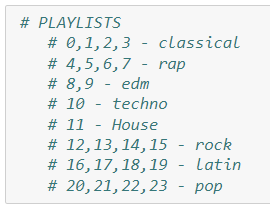 # PLAYLISTS
# 0,1,2,3 - classical
# 4,5,6,7 - rap
# 8,9 - edm
# 10 - techno
# 11 - House
# 12,13,14,15 - rock
# 16,17,18,19 - latin
# 20,21,22,23 - pop